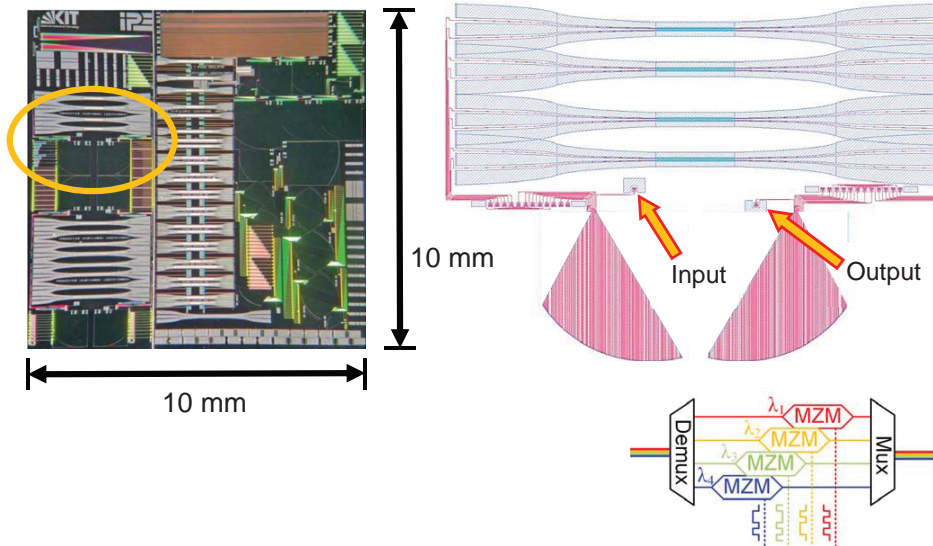 KIT
IPE
10 mm
10 mm
Input
Output
Demux
λ1
MZM
λ2
MZM
λ3
MZM
λ4
MZM
Mux